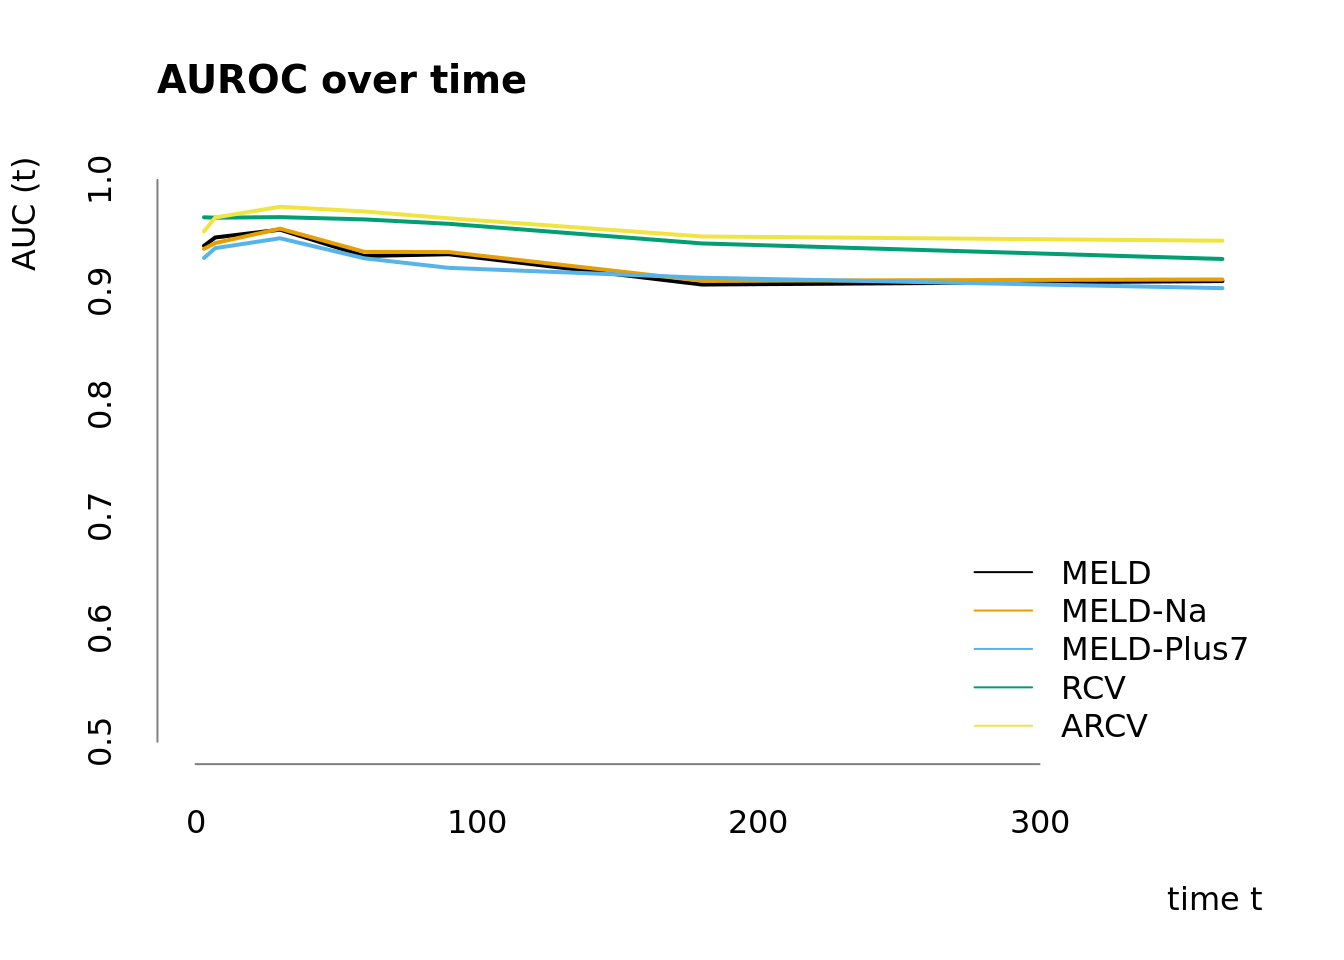 AUROC over time
AUC (t)
1.0
0.9
0.8
0.7
0.6
0.5
MELD
MELD-Na
MELD-Plus7
RCV
ARCV
0 100 200 300
time t